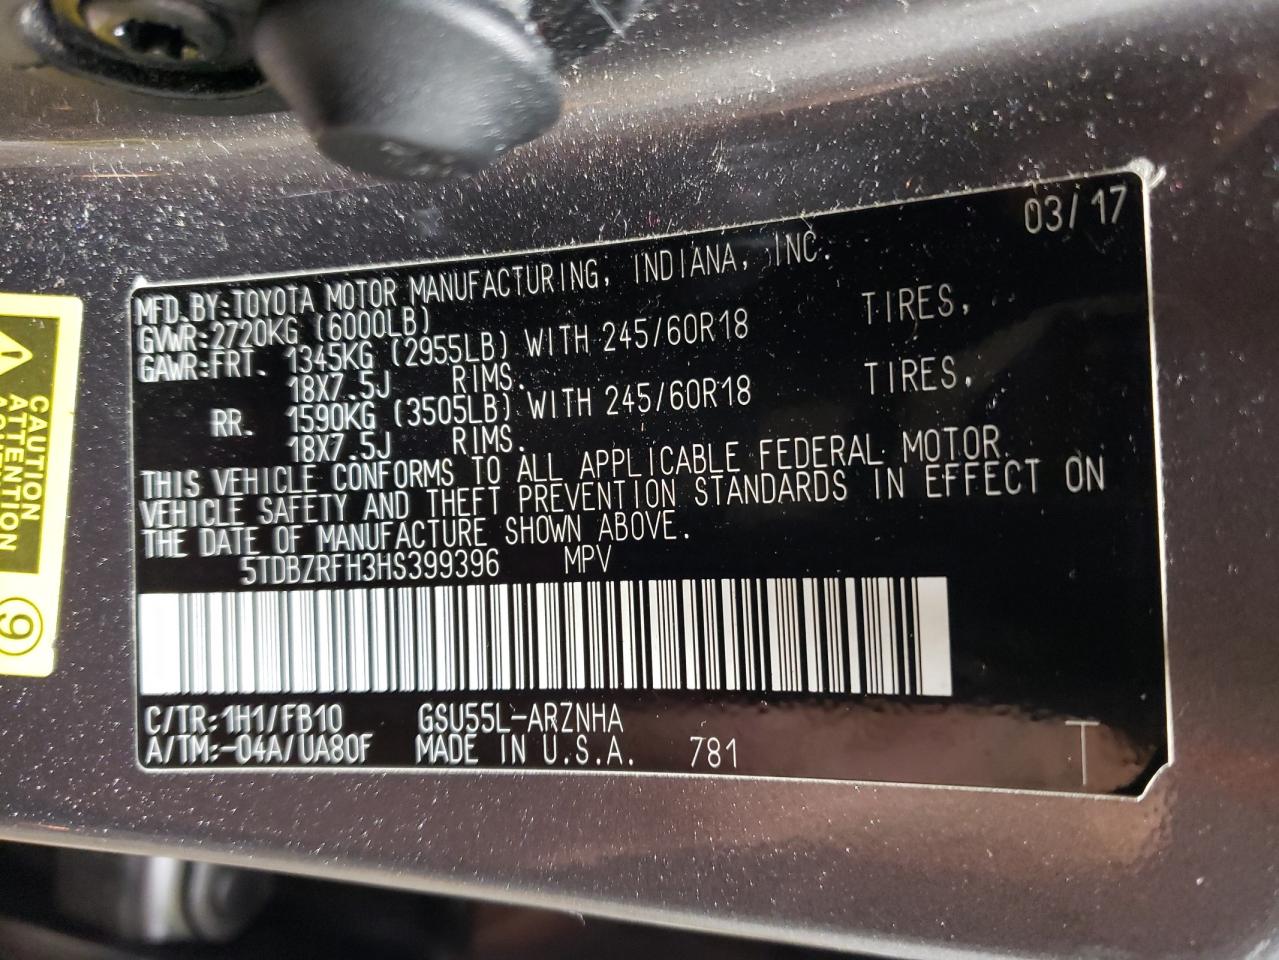 03/17
MFD.BY:TOYOTA MOTOR MANUFACTURING, INDIANA, INC.
GVWR:2720KG (6000LB)
GAWR:FRT. 1345KG (2955LB) WITH 245/60R18 TIRES,
18X7.5J RIMS.
RR. 1590KG (3505LB) WITH 245/60R18 TIRES,
18X7.5J RIMS.
THIS VEHICLE CONFORMS TO ALL APPLICABLE FEDERAL MOTOR
VEHICLE SAFETY AND THEFT PREVENTION STANDARDS IN EFFECT ON
THE DATE OF MANUFACTURE SHOWN ABOVE.
5TDBZRFH3HS399396 MPV
C/TR:1H1/FB10 GSU55L-ARZNHA
A/TM:-04A/UA80F MADE IN U.S.A. 781 T
CAUTION
ATTENTION
9